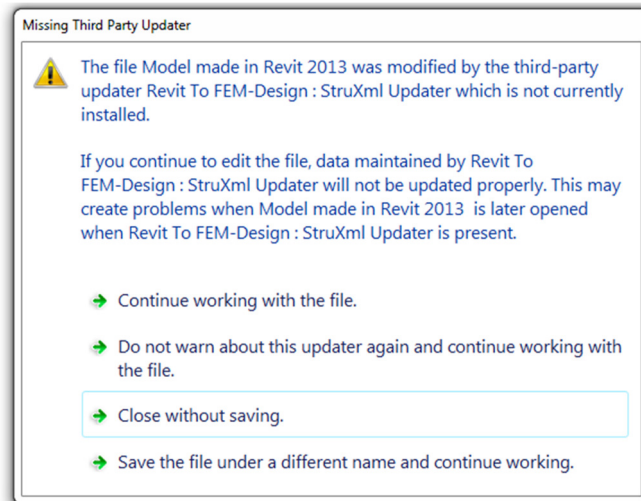 Missing Third Party Updater
The file Model made in Revit 2013 was modified by the third-party
updater Revit To FEM-Design : StruXml Updater which is not currently
installed.
If you continue to edit the file, data maintained by Revit To
FEM-Design : StruXml Updater will not be updated properly. This may
create problems when Model made in Revit 2013 is later opened
when Revit To FEM-Design : StruXml Updater is present.
Continue working with the file.
Do not warn about this updater again and continue working with
the file.
Close without saving.
Save the file under a different name and continue working.